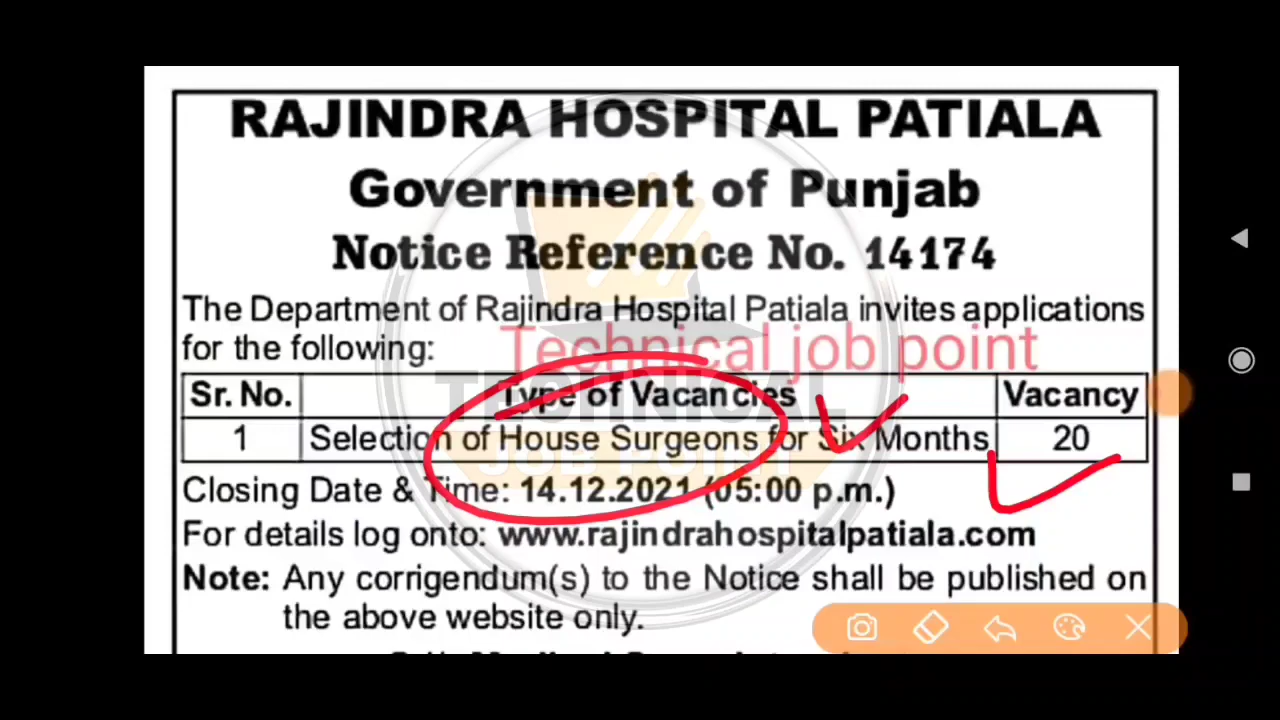 RAJINDRA HOSPITAL PATIALA
Government of Punjab
Notice Reference No. 14174
The Department of Rajindra Hospital Patiala invites applications
for the following:
Technical job point
Sr. No. Type of Vacancies Vacancy
TECHNICAL
1 Selection of House Surgeons for Six Months 20
JOB POINT
Closing Date & Time: 14.12.2021 (05:00 p.m.)
For details log onto: www.rajindrahospitalpatiala.com
Note: Any corrigendum(s) to the Notice shall be published on
the above website only.